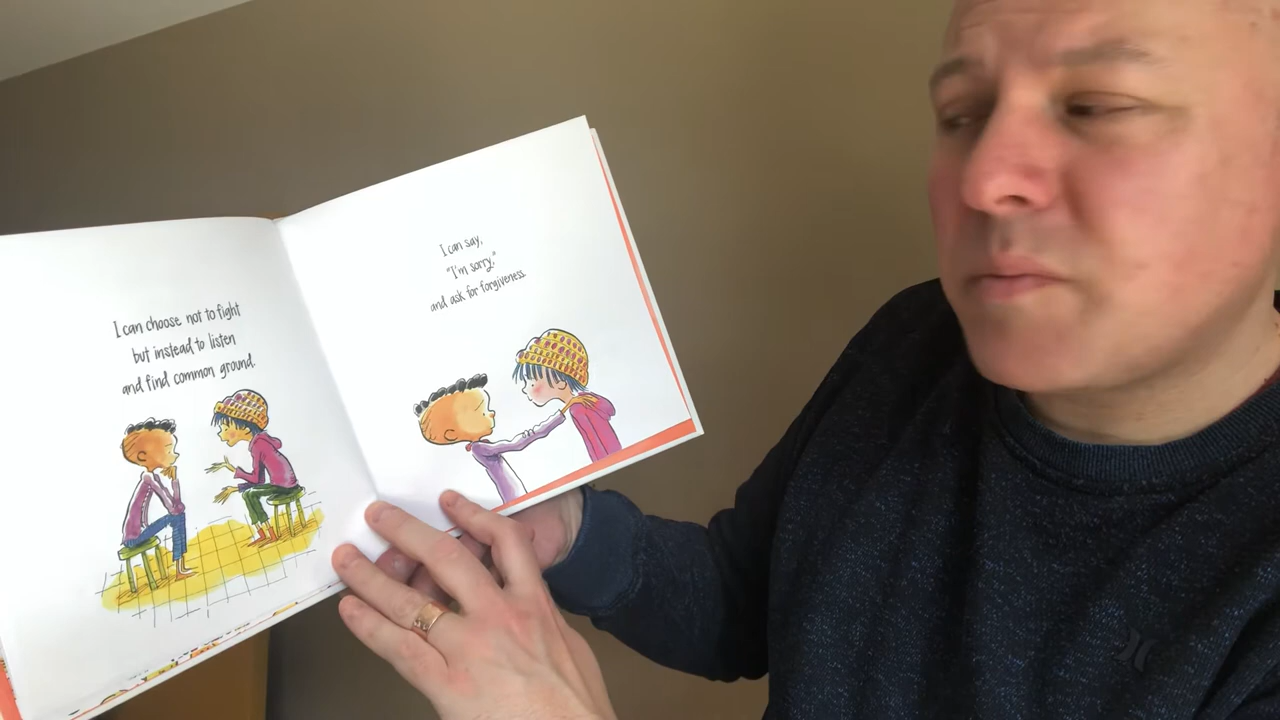 I can choose not to fight
but instead to listen
and find common ground.
I can say,
"I'm sorry,"
and ask for forgiveness.